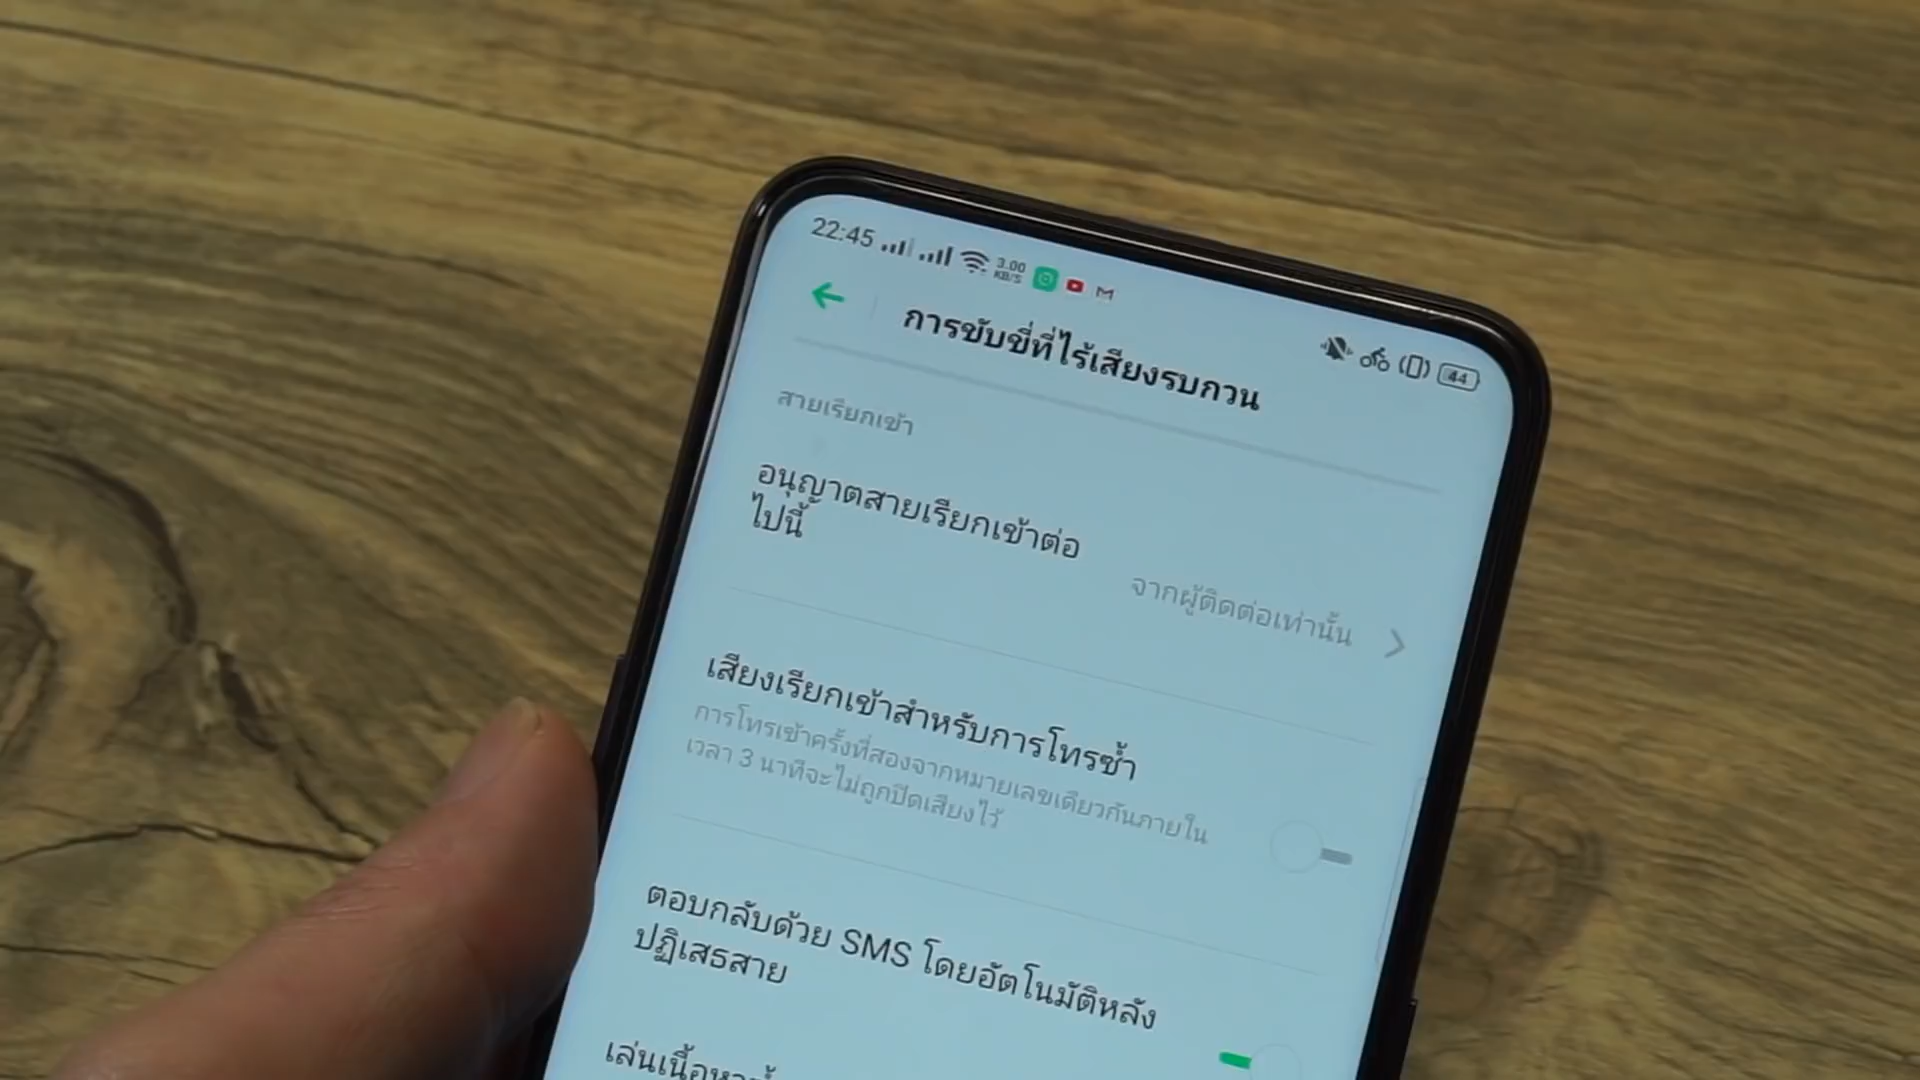 22:45 3.00 KB/S
44
การขับขี่ที่ไร้เสียงรบกวน
สายเรียกเข้า
อนุญาตสายเรียกเข้าต่อ
ไปนี้
จากผู้ติดต่อเท่านั้น
เสียงเรียกเข้าสำหรับการโทรซ้ำ
การโทรเข้าครั้งที่สองจากหมายเลขเดียวกันภายใน
เวลา 3 นาทีจะไม่ถูกปิดเสียงไว้
ตอบกลับด้วย SMS โดยอัตโนมัติหลัง
ปฏิเสธสาย